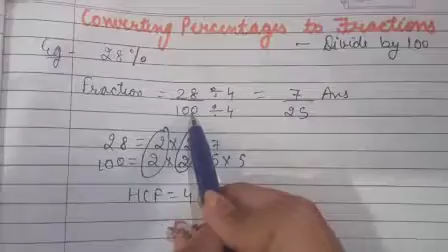 Converting Percentages to Fractions
Eg - 28% - Divide by 100
Fraction = 28 ÷ 4 = 7 Ans
100 ÷ 4 25
28 = 2 × 2 7
100 = 2 × 2 5 × 5
HCF = 4